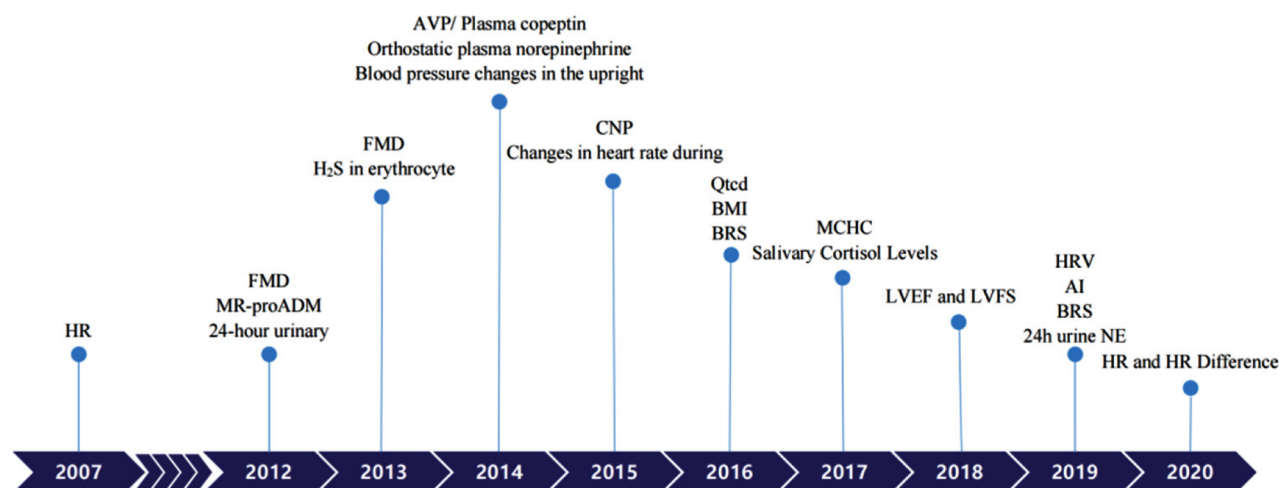 AVP/ Plasma copeptin
Orthostatic plasma norepinephrine
Blood pressure changes in the upright
FMD
H₂S in erythrocyte
CNP
Changes in heart rate during
Qtcd
BMI
BRS
MCHC
Salivary Cortisol Levels
FMD
MR-proADM
24-hour urinary
HR
LVEF and LVFS
HRV
AI
BRS
24h urine NE
HR and HR Difference
2007
2012
2013
2014
2015
2016
2017
2018
2019
2020